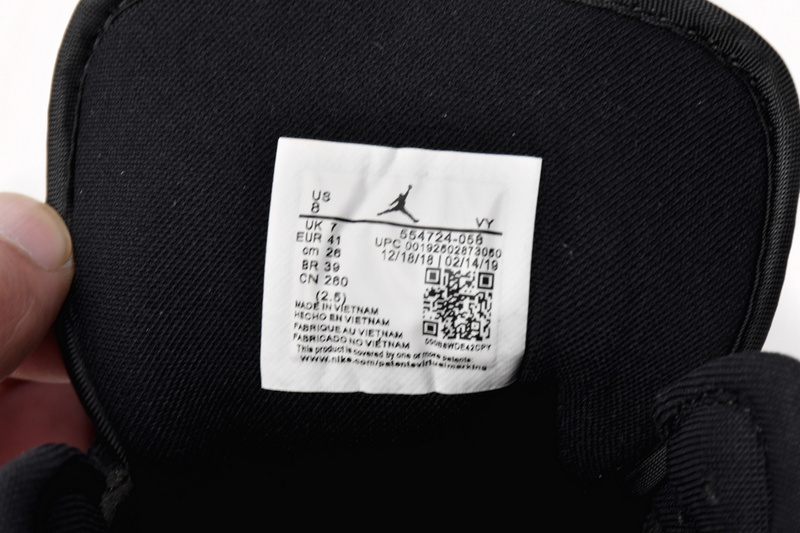 US
8
VY
UK 7
EUR 41
cm 26
BR 39
CN 260
(2.5)
554724-058
UPC 00192502873060
12/18/18 | 02/14/19
MADE IN VIETNAM
HECHO EN VIETNAM
FABRIQUE AU VIETNAM
FABRICADO NO VIETNAM
This product is covered by one or more patents.
www.nike.com/patentsvirtualmarking